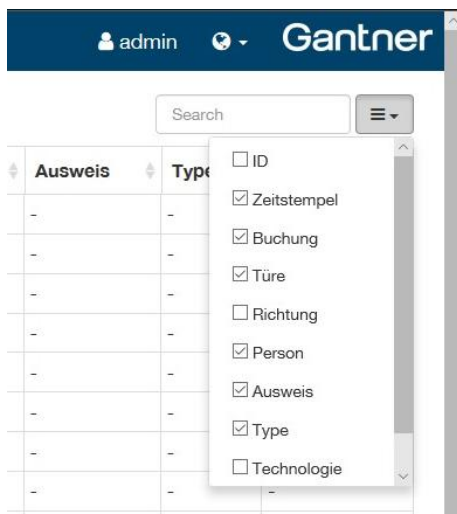 admin Gantner
Search
Ausweis Type
ID
Zeitstempel
Buchung
Türe
Richtung
Person
Ausweis
Type
Technologie
- -
- -
- -
- -
- -
- -
- -
- - -